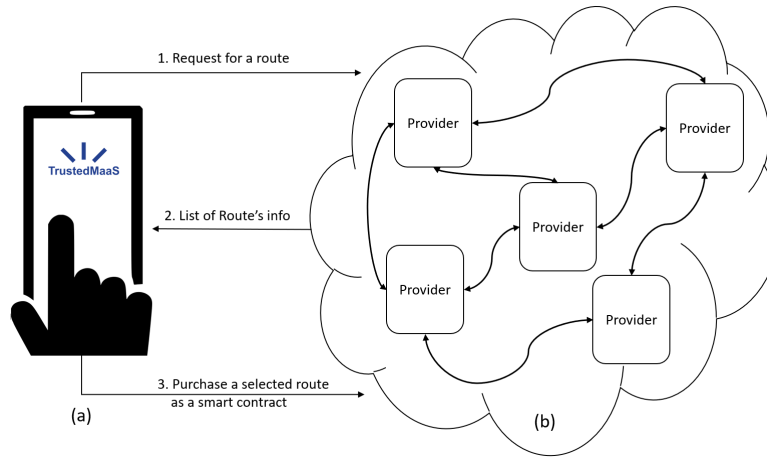 1. Request for a route
Provider
Provider
TrustedMaaS
2. List of Route's info
Provider
Provider
Provider
3. Purchase a selected route
as a smart contract
(a)
(b)